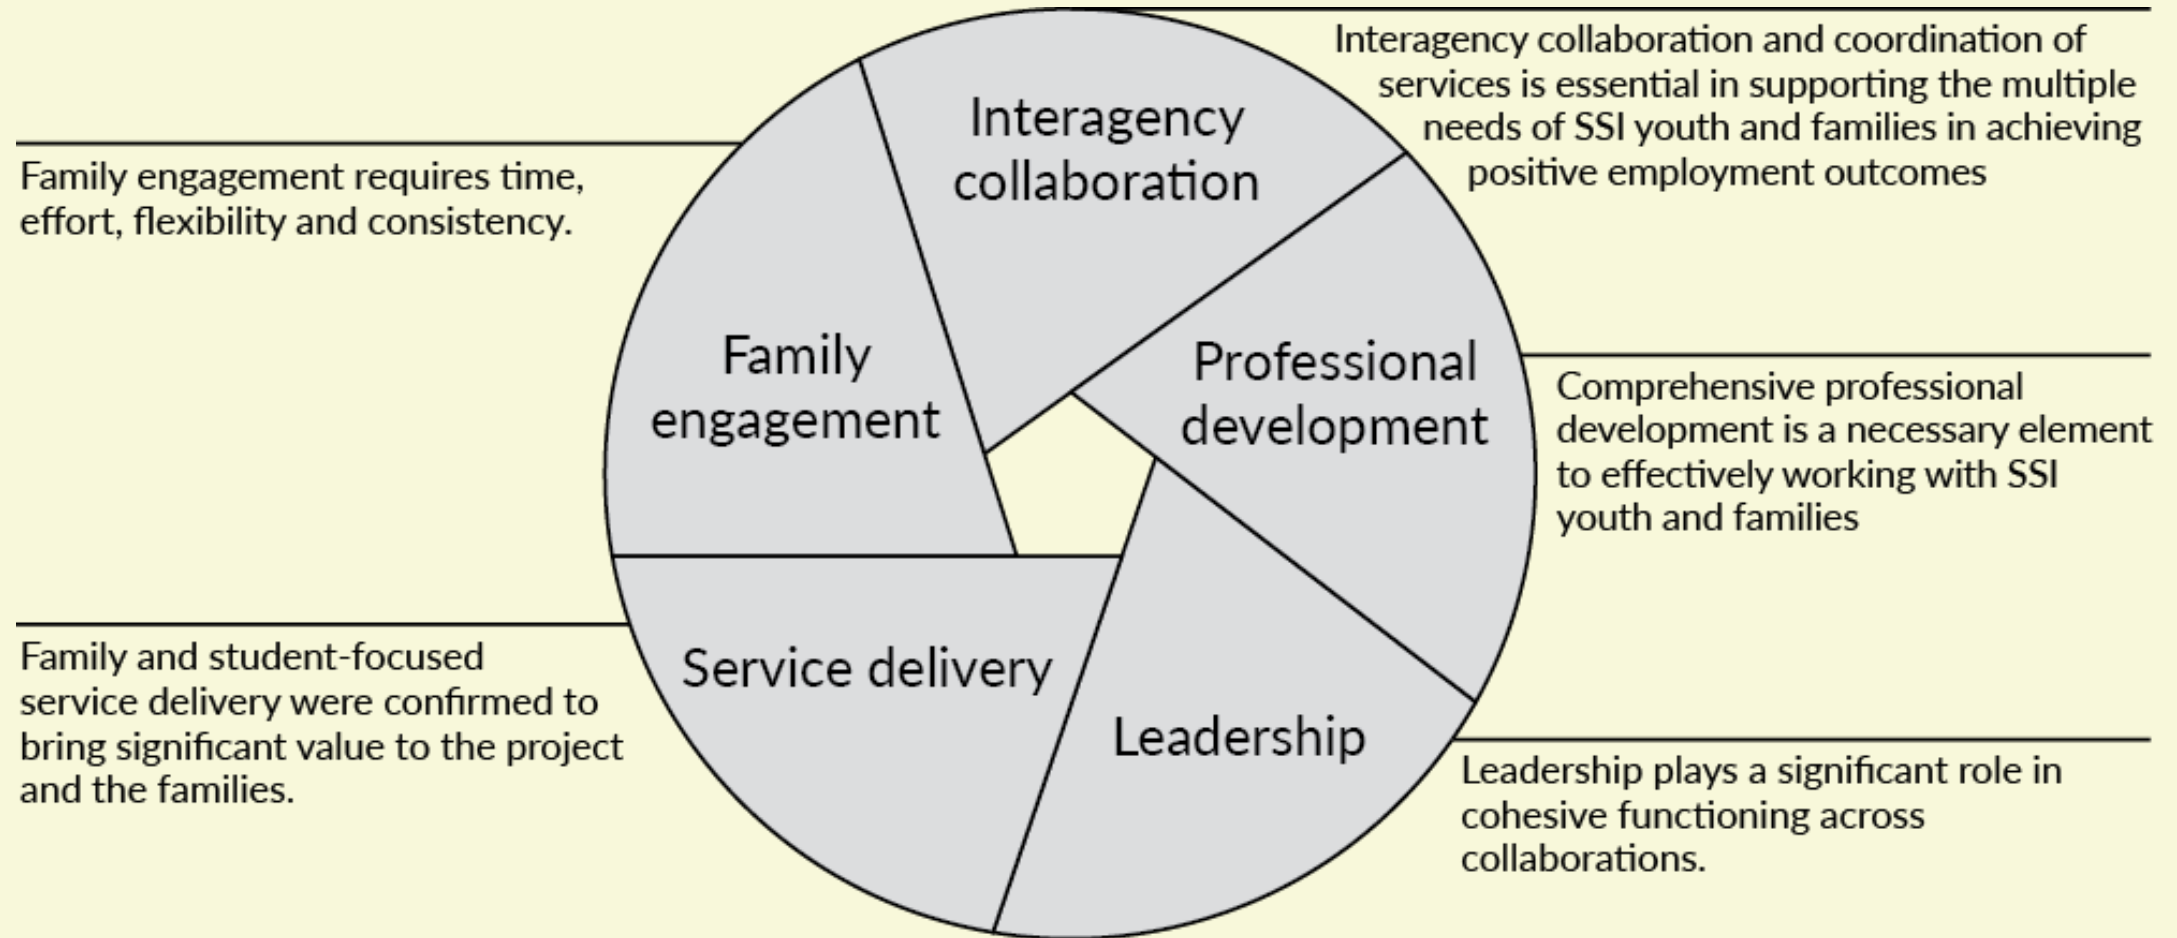 Interagency collaboration and coordination of
services is essential in supporting the multiple
needs of SSI youth and families in achieving
positive employment outcomes
Interagency
collaboration
Family engagement requires time,
effort, flexibility and consistency.
Family
engagement
Professional
development
Comprehensive professional
development is a necessary element
to effectively working with SSI
youth and families
Service delivery
Family and student-focused
service delivery were confirmed to
bring significant value to the project
and the families.
Leadership
Leadership plays a significant role in
cohesive functioning across
collaborations.